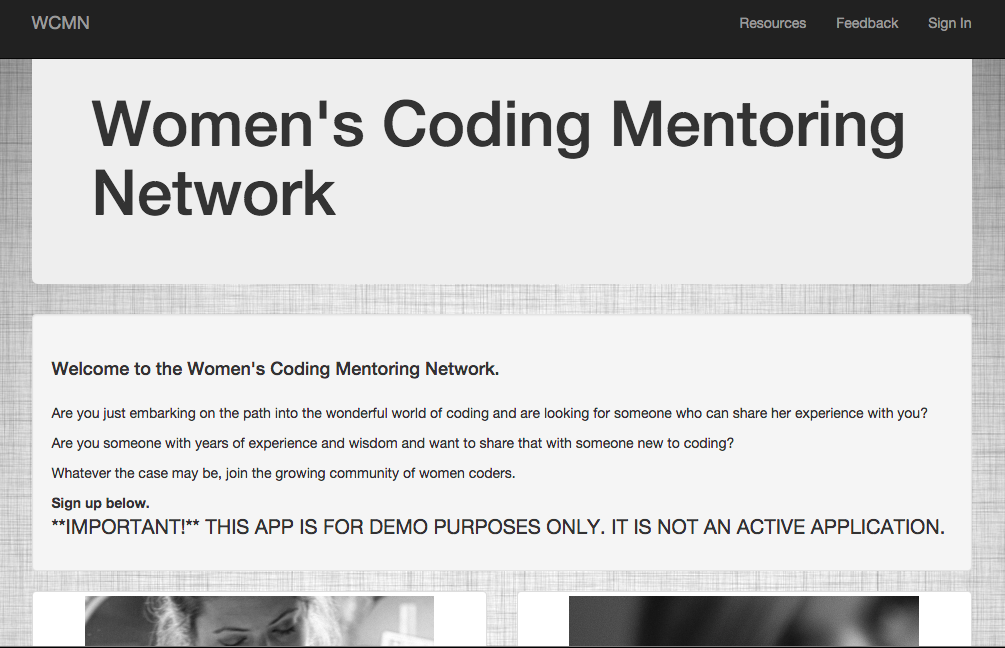 WCMN
Resources
Feedback
Sign In
Women's Coding Mentoring
Network
Welcome to the Women's Coding Mentoring Network.
Are you just embarking on the path into the wonderful world of coding and are looking for someone who can share her experience with you?
Are you someone with years of experience and wisdom and want to share that with someone new to coding?
Whatever the case may be, join the growing community of women coders.
Sign up below.
**IMPORTANT!** THIS APP IS FOR DEMO PURPOSES ONLY. IT IS NOT AN ACTIVE APPLICATION.